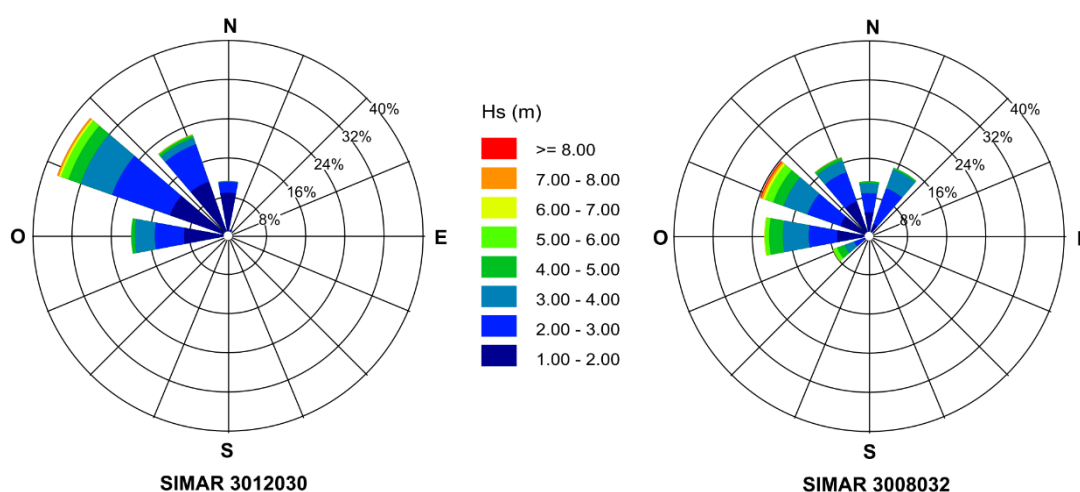 N
40%
32%
24%
16%
8%
O
E
S
SIMAR 3012030
Hs (m)
>= 8.00
7.00 - 8.00
6.00 - 7.00
5.00 - 6.00
4.00 - 5.00
3.00 - 4.00
2.00 - 3.00
1.00 - 2.00
N
40%
32%
24%
16%
8%
O
S
SIMAR 3008032